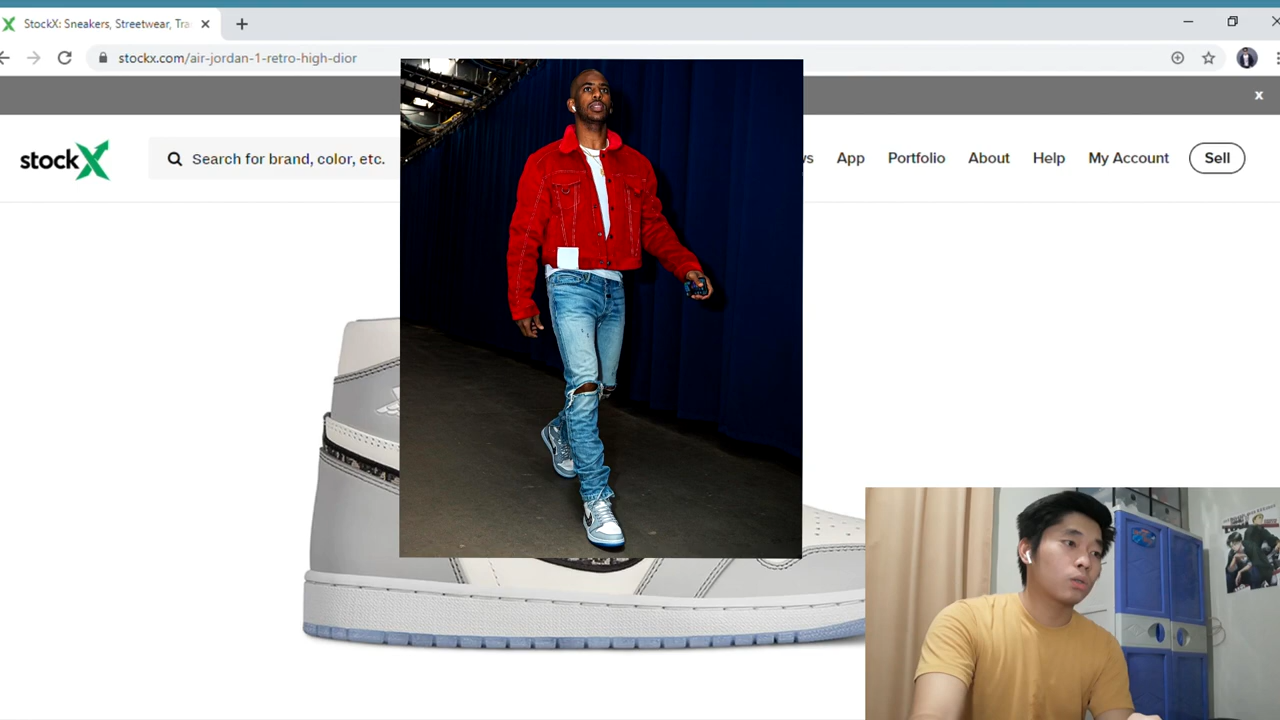 StockX: Sneakers, Streetwear, Tra
stockx.com/air-jordan-1-retro-high-dior
x
stockX
Search for brand, color, etc.
App
Portfolio
About
Help
My Account
Sell